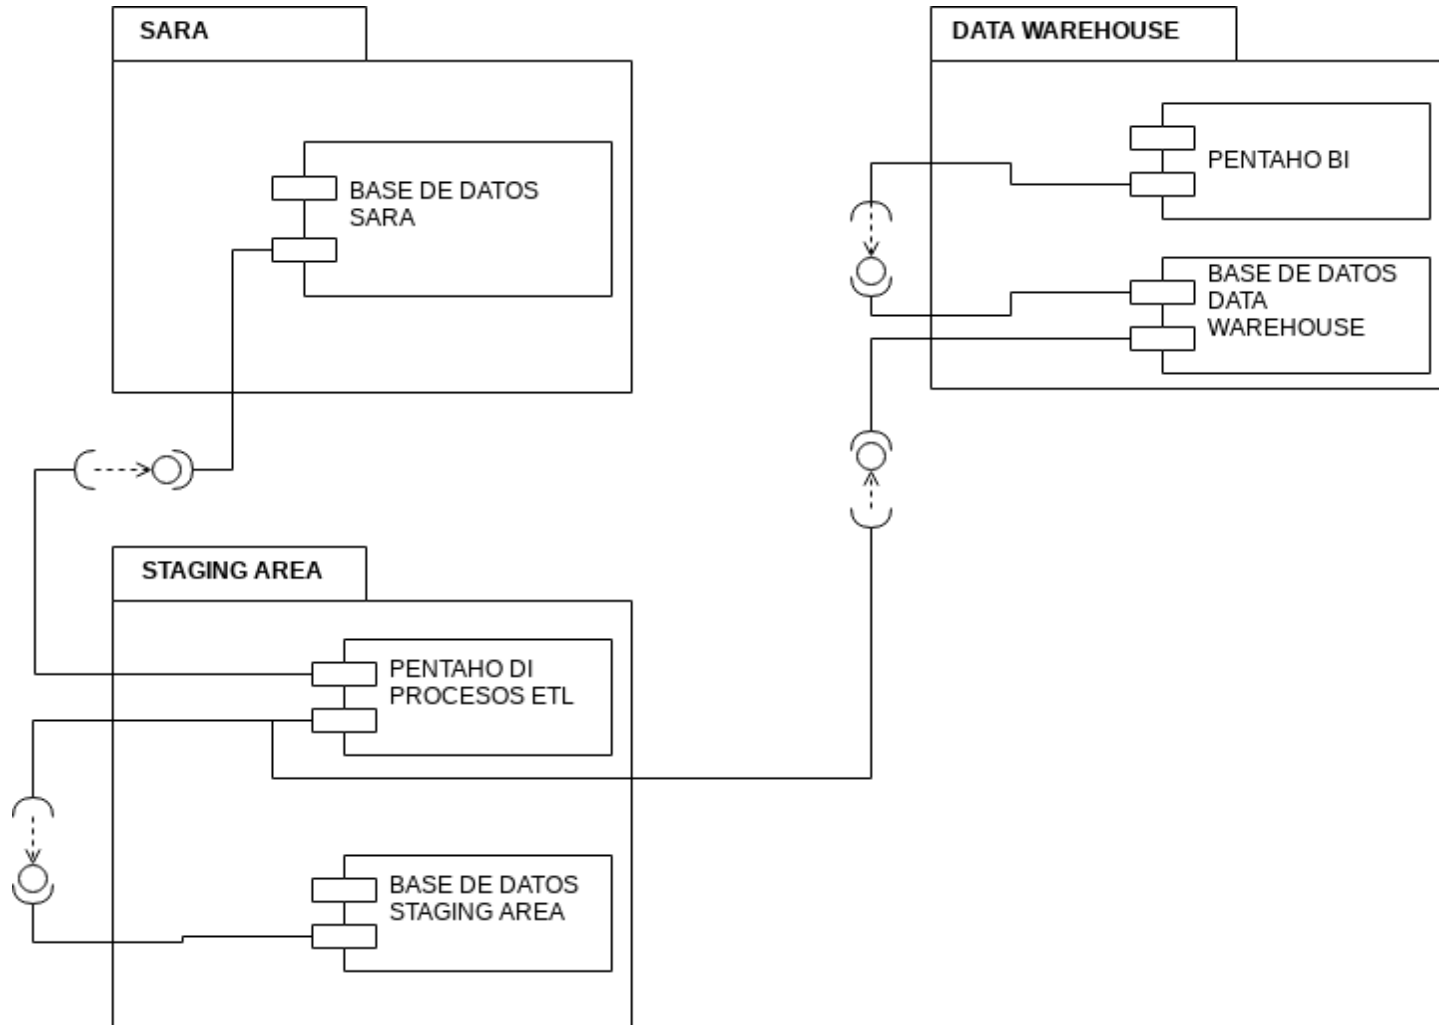 SARA
BASE DE DATOS
SARA
DATA WAREHOUSE
PENTAHO BI
BASE DE DATOS
DATA
WAREHOUSE
STAGING AREA
PENTAHO DI
PROCESOS ETL
BASE DE DATOS
STAGING AREA